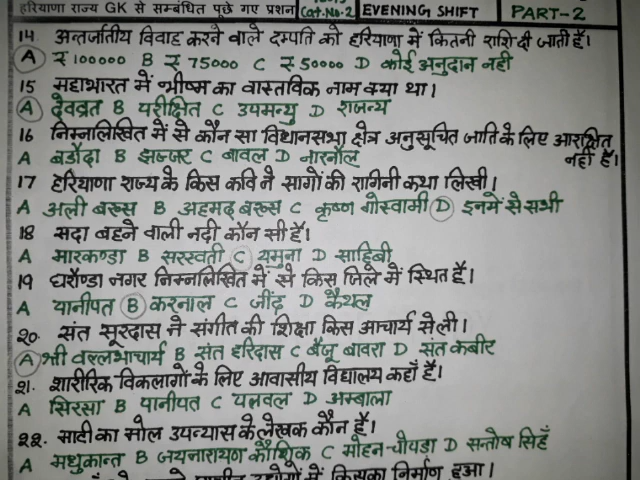 हरियाणा राज्य GK से सम्बंधित पूछे गए प्रश्न Cat.No.2 EVENING SHIFT PART-2
14. अन्तर्जातीय विवाह करने वाले दम्पति को हरियाणा में कितनी राशि दी जाती है।
A ₹ 100000 B ₹ 75000 C ₹ 50000 D कोई अनुदान नही
15 महाभारत में भीष्म का वास्तविक नाम क्या था।
A देवव्रत B परीक्षित C उपमन्यु D राजन्य
16 निम्नलिखित में से कौन सा विधानसभा क्षेत्र अनुसूचित जाति के लिए आरक्षित नहीं है।
A बडौदा B झज्जर C बावल D नारनौल
17 हरियाणा राज्य के किस कवि ने सागों की रागिनी कथा लिखी।
A अली बख्स B अहमद बख्स C कृष्ण गोस्वामी D इनमें से सभी
18 सदा बहने वाली नदी कौन सी है।
A मारकण्डा B सरस्वती C यमुना D साहिबी
19 घरौण्डा नगर निम्नलिखित में से किस जिले में स्थित है।
A पानीपत B करनाल C जींद D कैथल
20. संत सूरदास ने संगीत की शिक्षा किस आचार्य से ली।
A श्री वल्लभाचार्य B संत हरिदास C बैजू बावरा D संत कबीर
21. शारीरिक विकलागों के लिए आवासीय विद्यालय कहाँ है।
A सिरसा B पानीपत C पलवल D अम्बाला
22. माटी का मोल उपन्यास के लेखक कौन है।
A मधुकान्त B जयनारायण कौशिक C मोहन चोपडा D सन्तोष सिहँ
में किसका निर्माण हुआ।